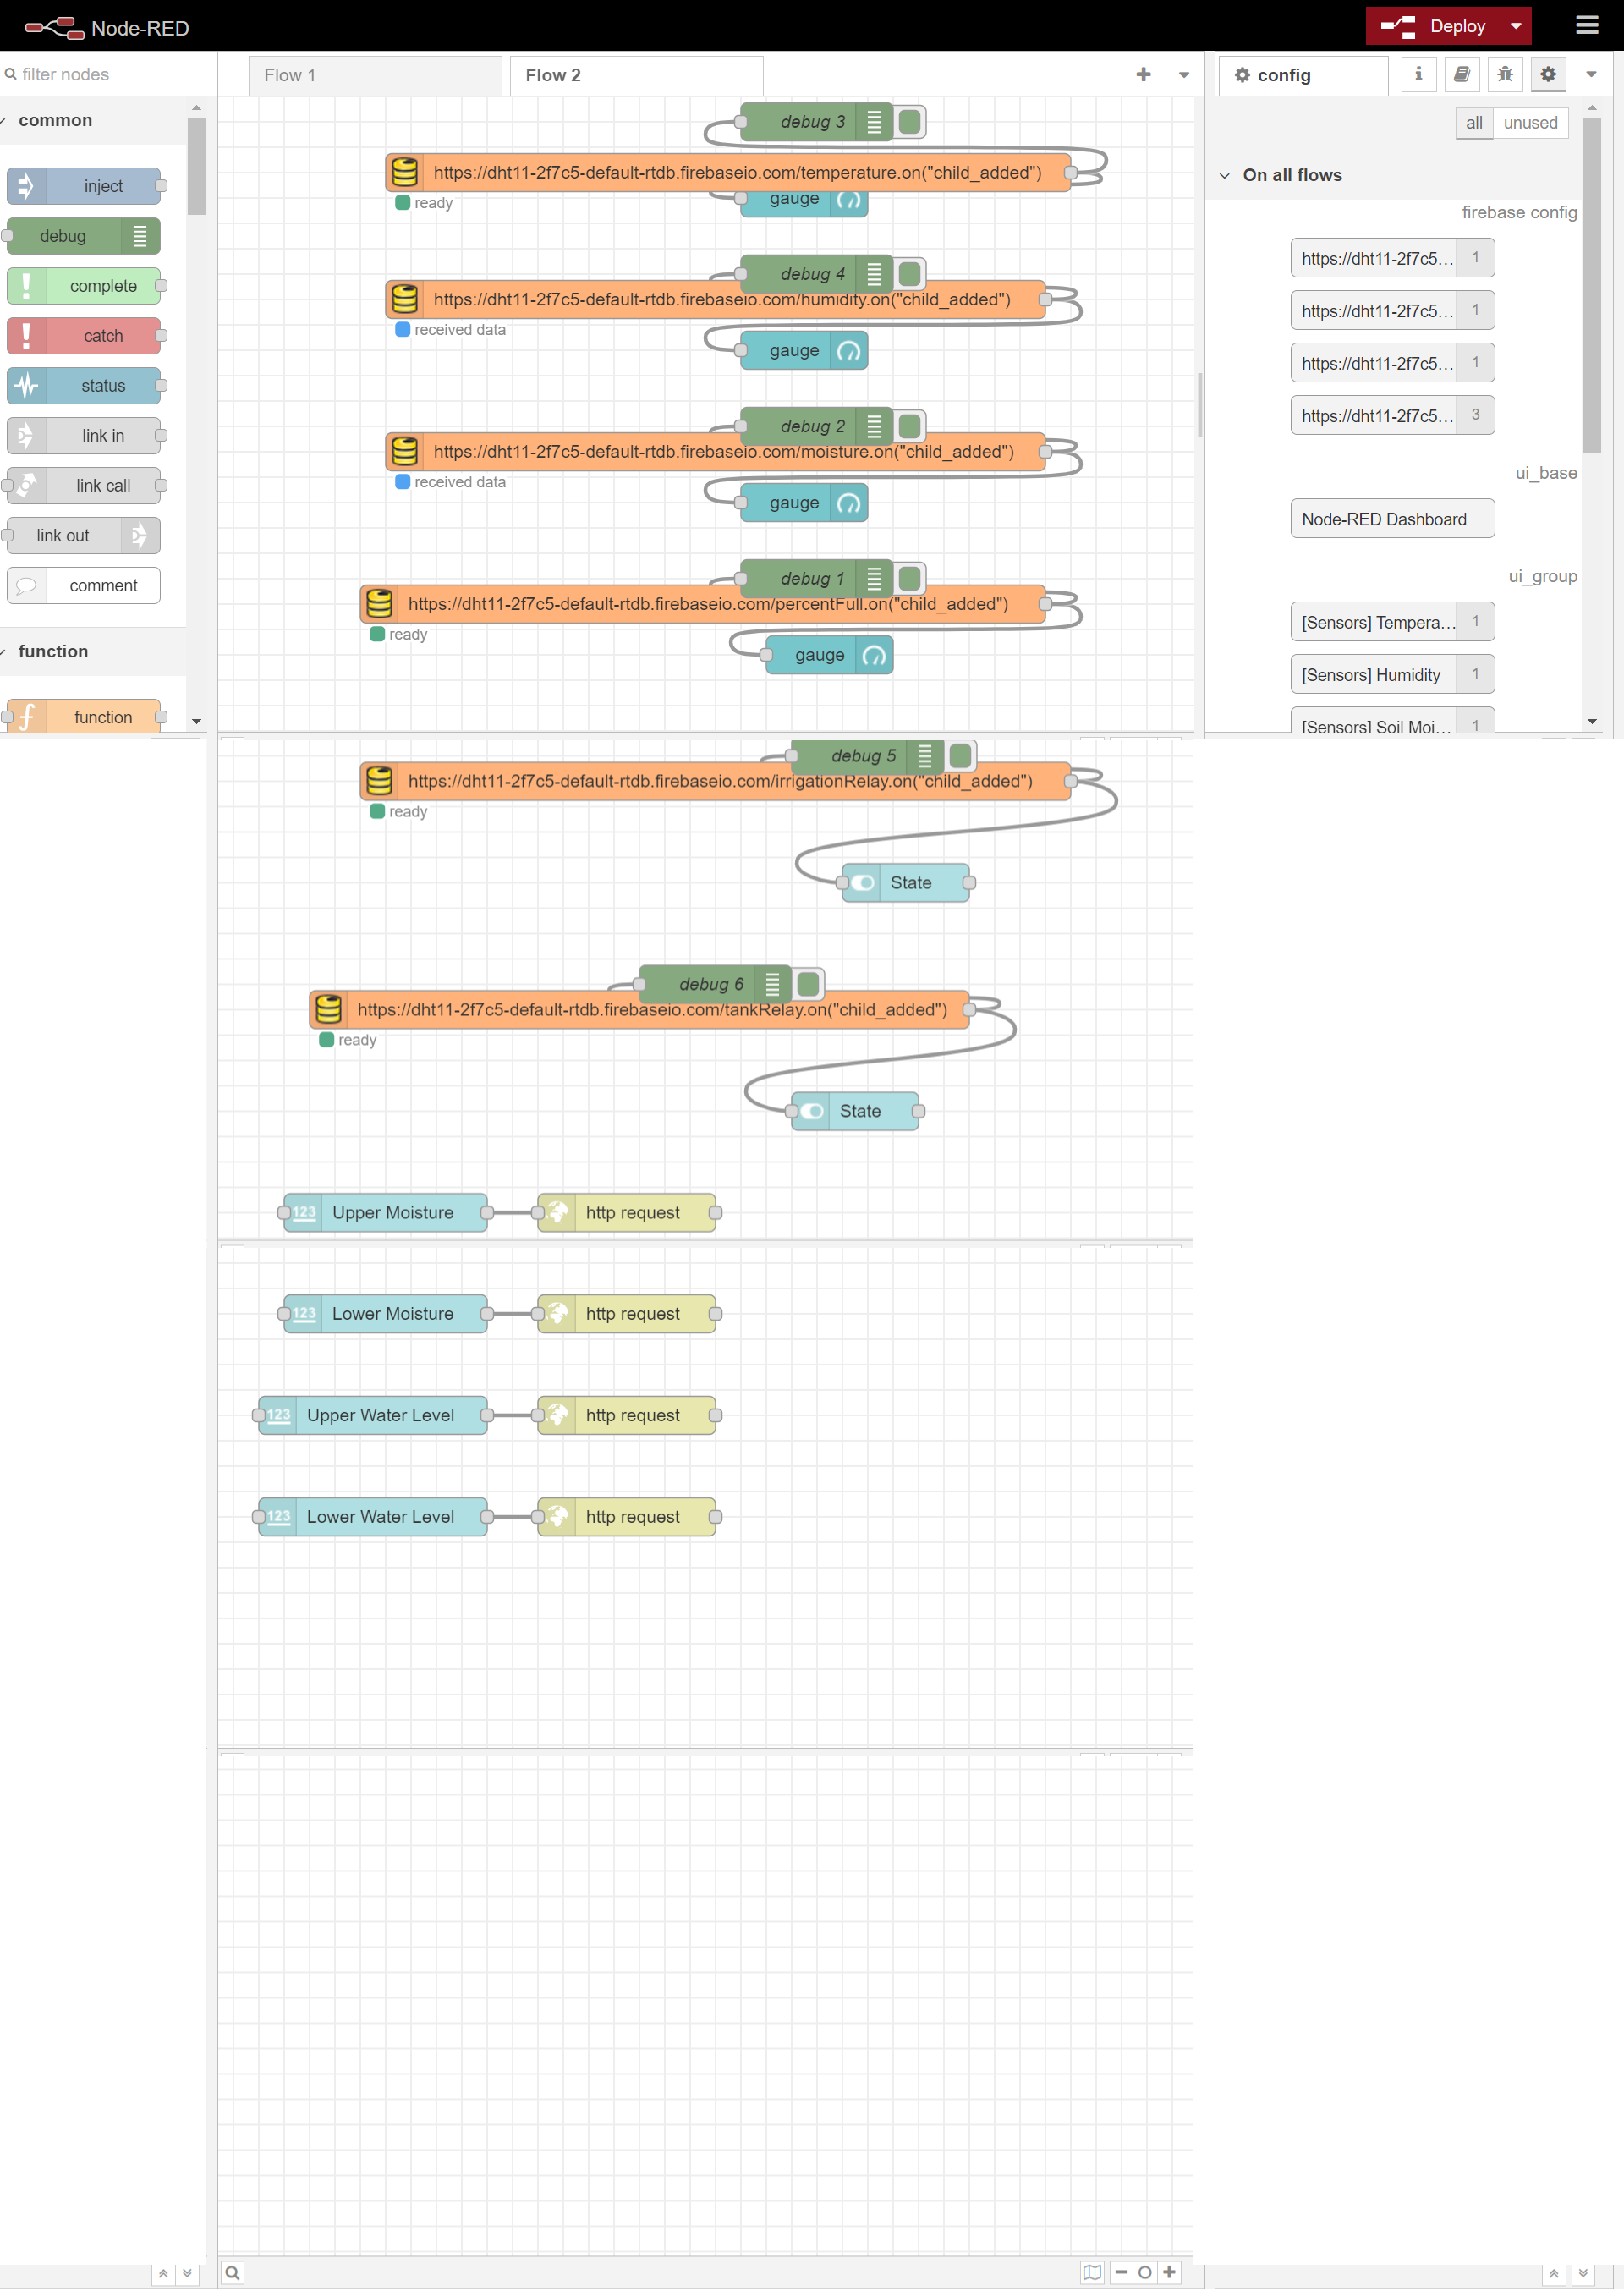 Node-RED
Deploy
filter nodes
Flow 1
Flow 2
config
all
unused
common
inject
debug
complete
catch
status
link in
link call
link out
comment
function
function
debug 3
https://dht11-2f7c5-default-rtdb.firebaseio.com/temperature.on("child_added")
ready
gauge
debug 4
https://dht11-2f7c5-default-rtdb.firebaseio.com/humidity.on("child_added")
received data
gauge
debug 2
https://dht11-2f7c5-default-rtdb.firebaseio.com/moisture.on("child_added")
received data
gauge
debug 1
https://dht11-2f7c5-default-rtdb.firebaseio.com/percentFull.on("child_added")
ready
gauge
On all flows
firebase config
https://dht11-2f7c5... 1
https://dht11-2f7c5... 1
https://dht11-2f7c5... 1
https://dht11-2f7c5... 3
ui_base
Node-RED Dashboard
ui_group
[Sensors] Tempera... 1
[Sensors] Humidity 1
[Sensors] Soil Moi... 1
debug 5
https://dht11-2f7c5-default-rtdb.firebaseio.com/irrigationRelay.on("child_added")
ready
State
debug 6
https://dht11-2f7c5-default-rtdb.firebaseio.com/tankRelay.on("child_added")
ready
State
123 Upper Moisture
http request
123 Lower Moisture
http request
123 Upper Water Level
http request
123 Lower Water Level
http request